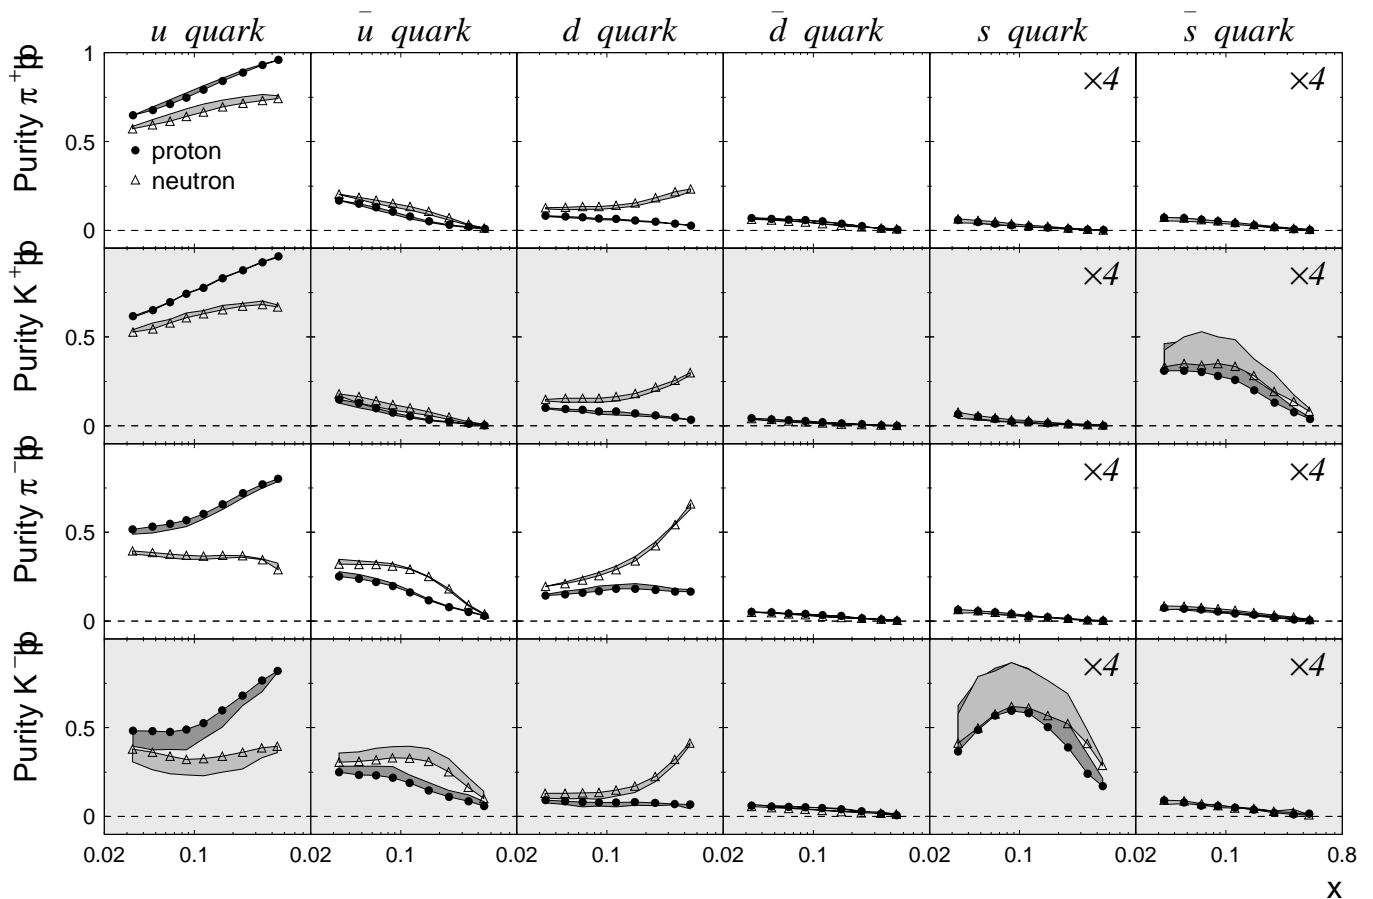 u quark ū quark d quark d̄ quark s quark s̄ quark
Purity π⁺|p
1
0.5
0
proton
neutron
×4 ×4
Purity K⁺|p
0.5
0
×4 ×4
Purity π⁻|p
0.5
0
×4 ×4
Purity K⁻|p
0.5
0
×4 ×4
0.02 0.1 0.02 0.1 0.02 0.1 0.02 0.1 0.02 0.1 0.02 0.1 0.8
x